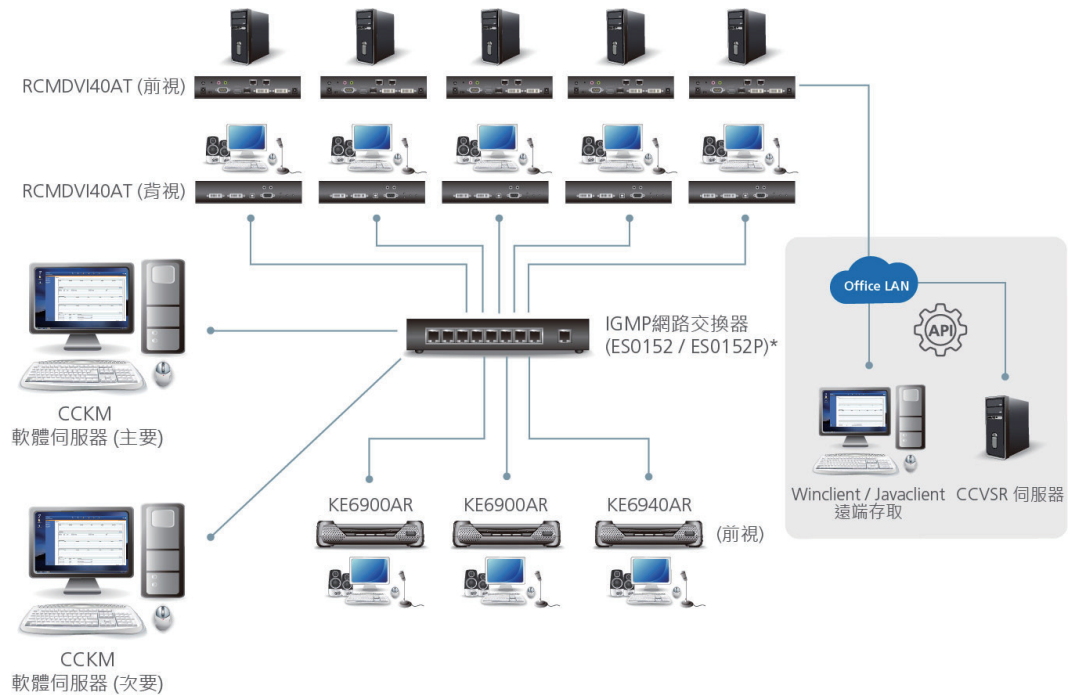 RCMDVI40AT (前視)
RCMDVI40AT (背視)
Office LAN
IGMP網路交換器
(ES0152 / ES0152P)*
API
CCKM
軟體伺服器 (主要)
Winclient / Javaclient
遠端存取
CCVSR 伺服器
KE6900AR
KE6900AR
KE6940AR
(前視)
CCKM
軟體伺服器 (次要)